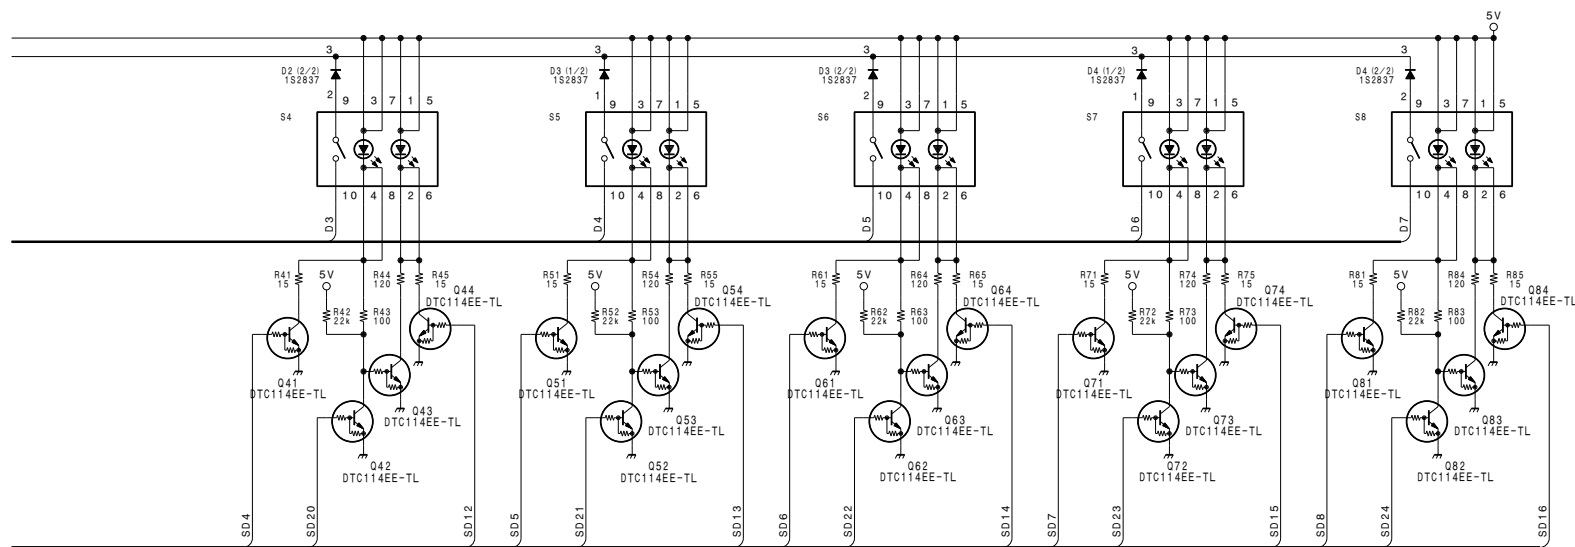 5V
3
3
3
3
3
D2 (2/2)
1S2837
D3 (1/2)
1S2837
D3 (2/2)
1S2837
D4 (1/2)
1S2837
D4 (2/2)
1S2837
2
9 3 7 1 5
1
9 3 7 1 5
2
9 3 7 1 5
1
9 3 7 1 5
2
9 3 7 1 5
S4
S5
S6
S7
S8
10 4 8 2 6
10 4 8 2 6
10 4 8 2 6
10 4 8 2 6
10 4 8 2 6
D3
D4
D5
D6
D7
R41
15
5V
R42
22k
R43
100
R44
120
R45
15
Q44
DTC114EE-TL
Q41
DTC114EE-TL
Q43
DTC114EE-TL
Q42
DTC114EE-TL
R51
15
5V
R52
22k
R53
100
R54
120
R55
15
Q54
DTC114EE-TL
Q51
DTC114EE-TL
Q53
DTC114EE-TL
Q52
DTC114EE-TL
R61
15
5V
R62
22k
R63
100
R64
120
R65
15
Q64
DTC114EE-TL
Q61
DTC114EE-TL
Q63
DTC114EE-TL
Q62
DTC114EE-TL
R71
15
5V
R72
22k
R73
100
R74
120
R75
15
Q74
DTC114EE-TL
Q71
DTC114EE-TL
Q73
DTC114EE-TL
Q72
DTC114EE-TL
R81
15
5V
R82
22k
R83
100
R84
120
R85
15
Q84
DTC114EE-TL
Q81
DTC114EE-TL
Q83
DTC114EE-TL
Q82
DTC114EE-TL
SD4
SD20
SD12
SD5
SD21
SD13
SD6
SD22
SD14
SD7
SD23
SD15
SD8
SD24
SD16